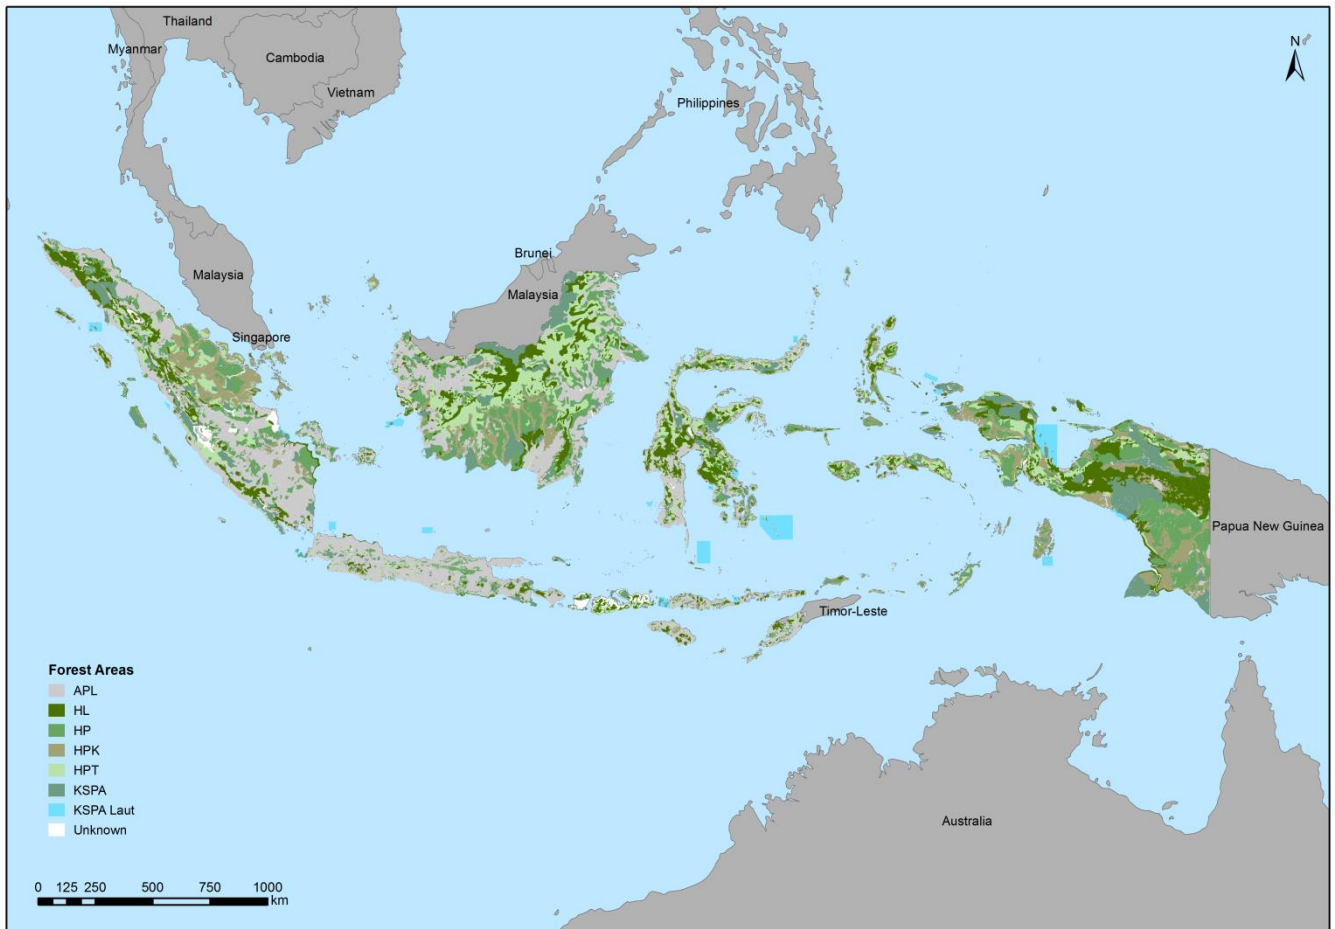 Thailand
Myanmar
Cambodia
Vietnam
Philippines
N
Brunei
Malaysia
Malaysia
Singapore
Papua New Guinea
Timor-Leste
Australia
Forest Areas
APL
HL
HP
HPK
HPT
KSPA
KSPA Laut
Unknown
0 125 250 500 750 1000
km